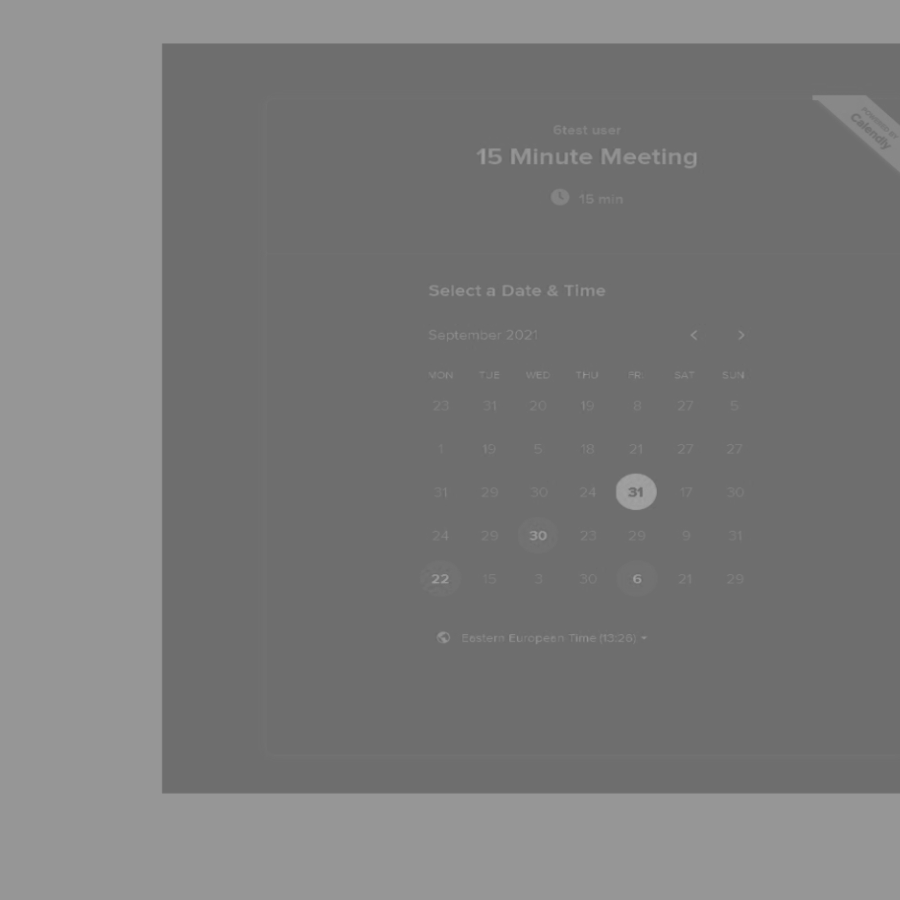 POWERED BY
Calendly
6test user
15 Minute Meeting
15 min
Select a Date & Time
September 2021
MON TUE WED THU FRI SAT SUN
23 31 20 19 8 27 5
1 19 5 18 21 27 27
31 29 30 24 31 17 30
24 29 30 23 29 9 31
22 15 3 30 6 21 29
Eastern European Time (13:26)